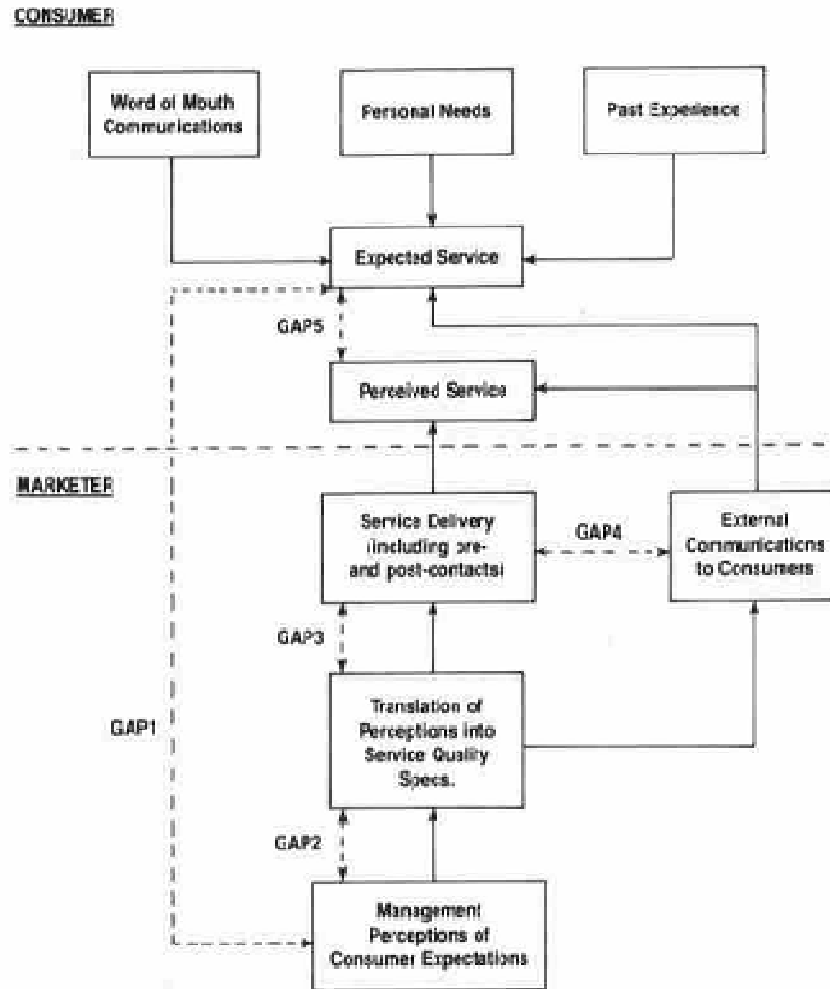 CONSUMER
Word of Mouth
Communications
Personal Needs
Past Experience
Expected Service
GAP5
Perceived Service
MARKETER
Service Delivery
(including pre-
and post-contacts)
GAP4
External
Communications
to Consumers
GAP3
Translation of
Perceptions into
Service Quality
Specs.
GAP1
GAP2
Management
Perceptions of
Consumer Expectations